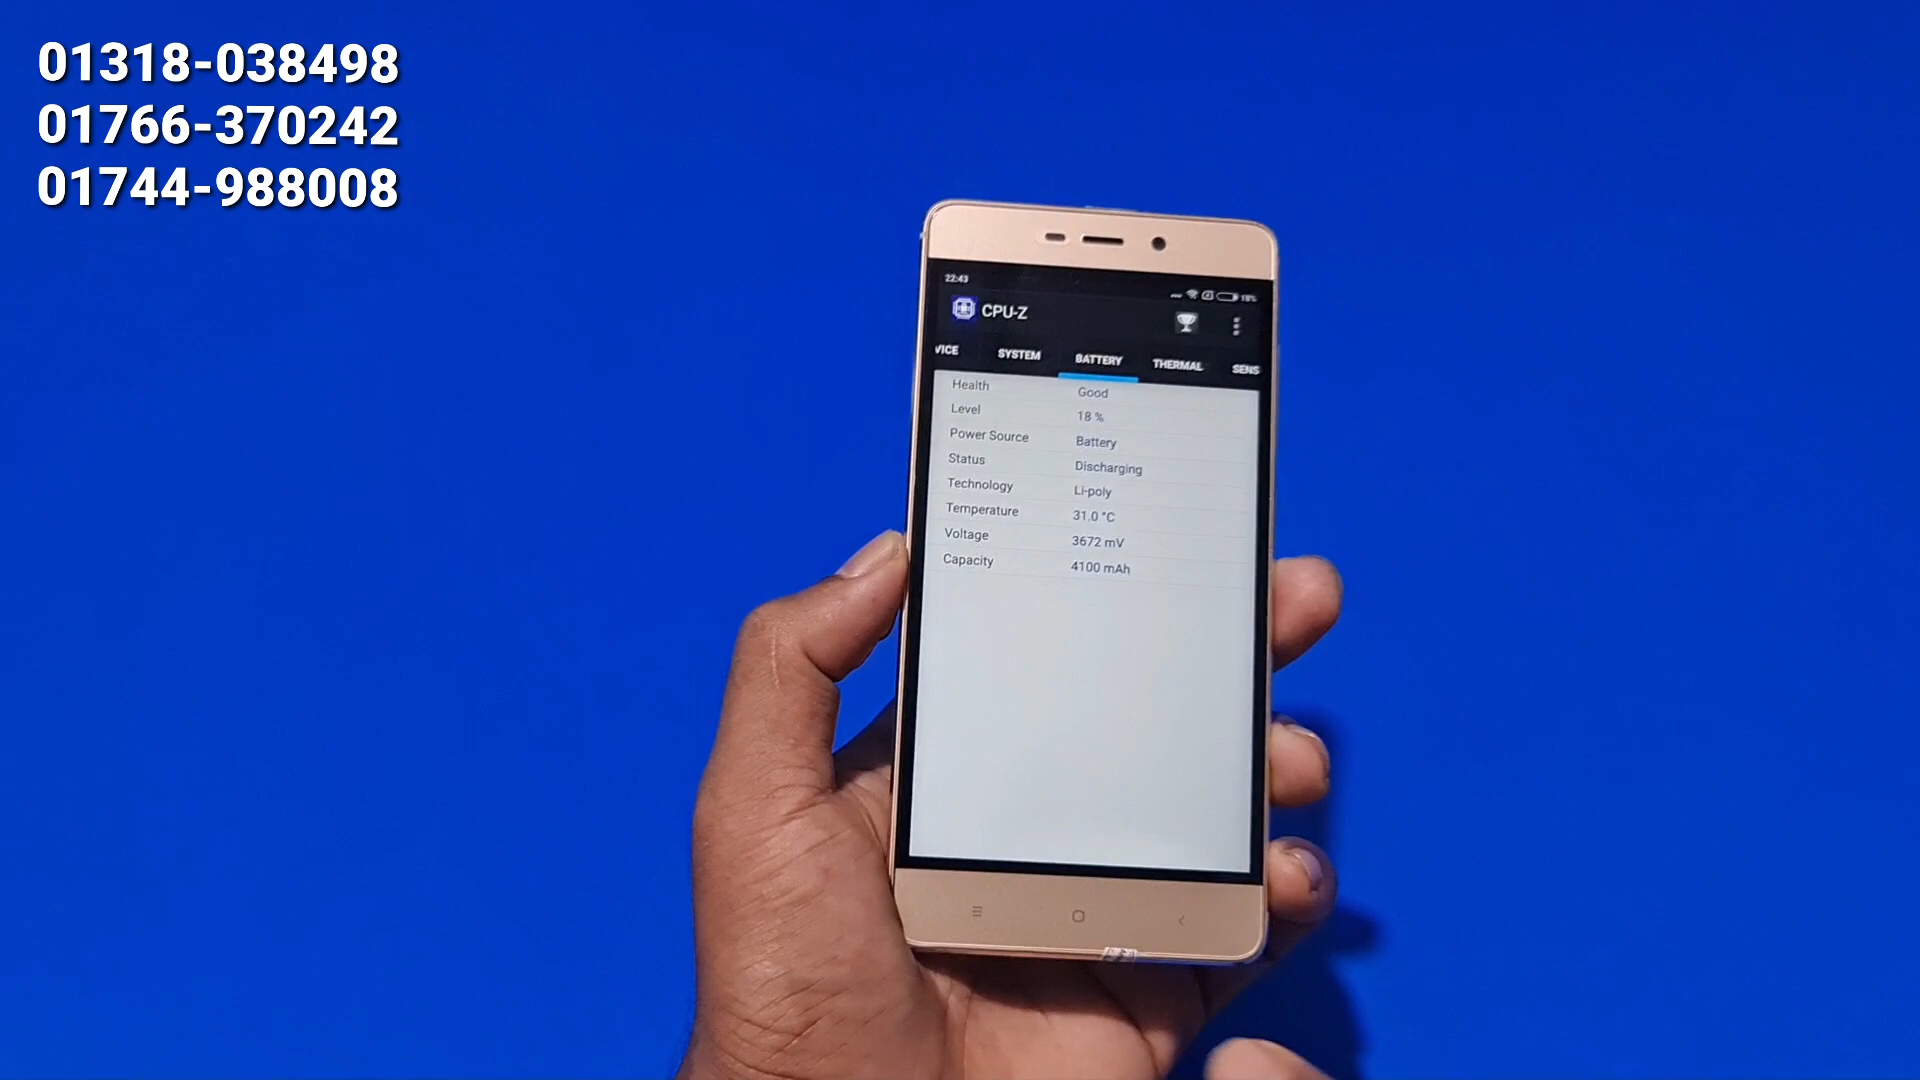 01318-038498
01766-370242
01744-988008
22:43
18%
CPU-Z
VICE SYSTEM BATTERY THERMAL SENS
Health Good
Level 18 %
Power Source Battery
Status Discharging
Technology Li-poly
Temperature 31.0 °C
Voltage 3672 mV
Capacity 4100 mAh